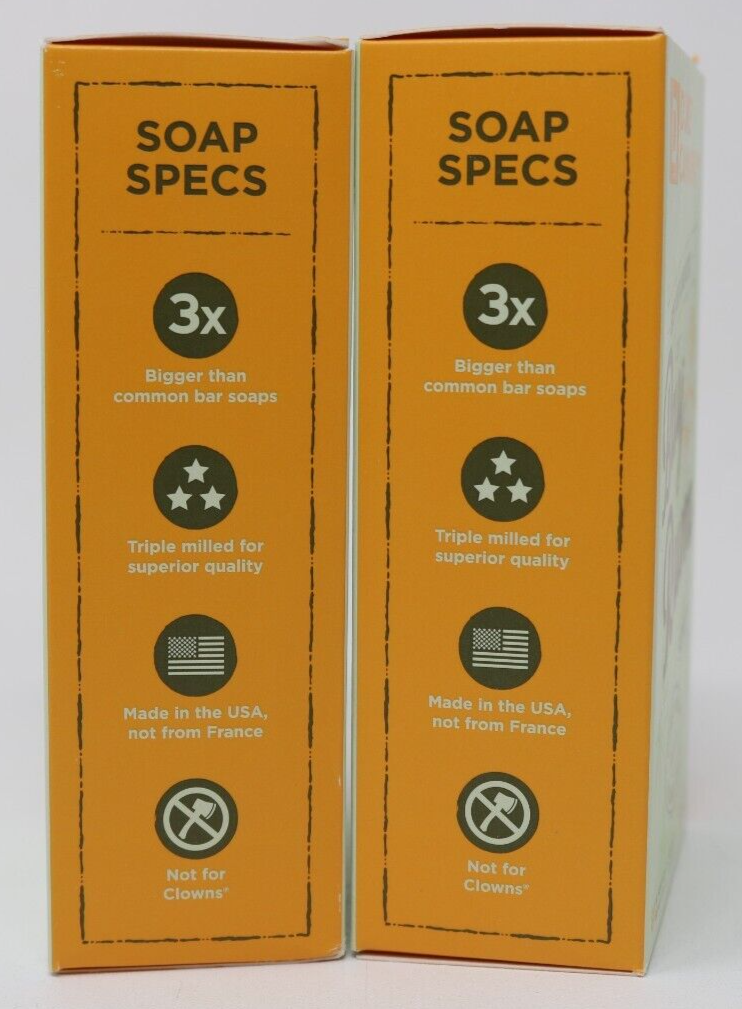 SOAP
SPECS
3x
Bigger than
common bar soaps
Triple milled for
superior quality
Made in the USA,
not from France
Not for
Clowns®
SOAP
SPECS
3x
Bigger than
common bar soaps
Triple milled for
superior quality
Made in the USA,
not from France
Not for
Clowns®